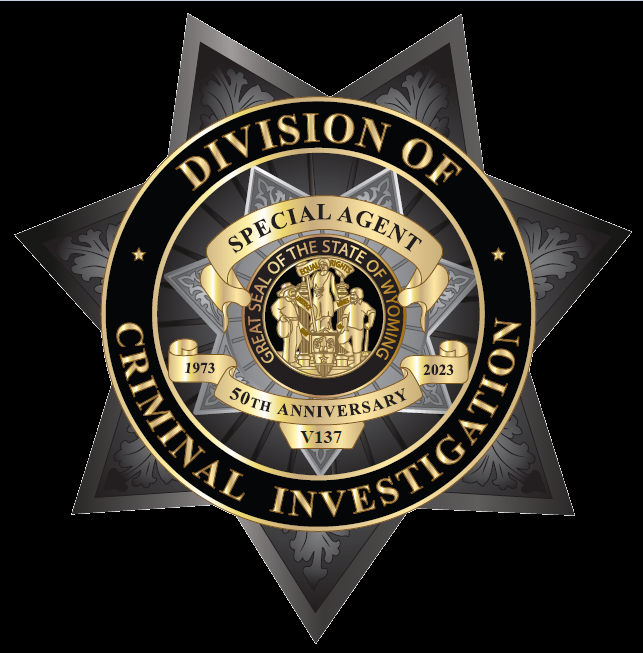 DIVISION OF
SPECIAL AGENT
GREAT SEAL OF THE STATE OF WYOMING
EQUAL RIGHTS
1973
2023
50TH ANNIVERSARY
V137
CRIMINAL INVESTIGATION